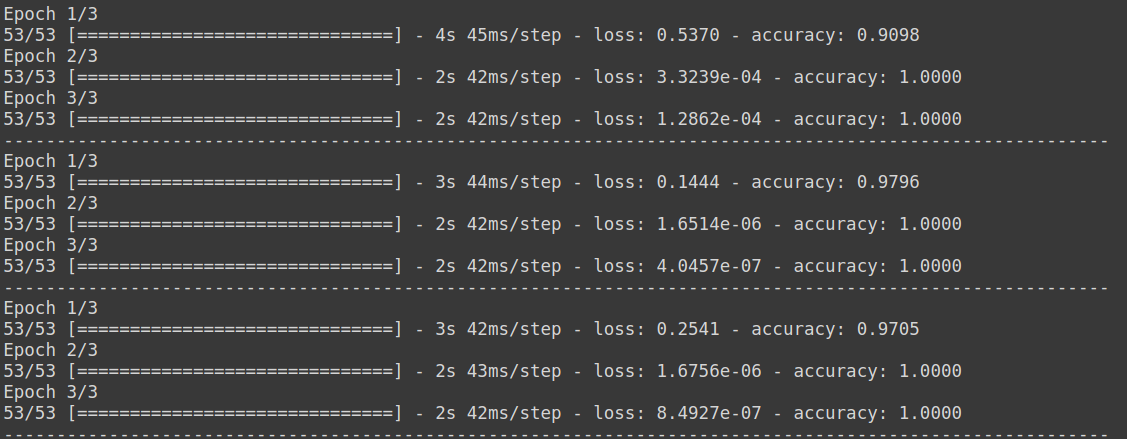 Epoch 1/3
53/53 [==============================] - 4s 45ms/step - loss: 0.5370 - accuracy: 0.9098
Epoch 2/3
53/53 [==============================] - 2s 42ms/step - loss: 3.3239e-04 - accuracy: 1.0000
Epoch 3/3
53/53 [==============================] - 2s 42ms/step - loss: 1.2862e-04 - accuracy: 1.0000
---------------------------------------------------------------------------------------------------------
Epoch 1/3
53/53 [==============================] - 3s 44ms/step - loss: 0.1444 - accuracy: 0.9796
Epoch 2/3
53/53 [==============================] - 2s 42ms/step - loss: 1.6514e-06 - accuracy: 1.0000
Epoch 3/3
53/53 [==============================] - 2s 42ms/step - loss: 4.0457e-07 - accuracy: 1.0000
---------------------------------------------------------------------------------------------------------
Epoch 1/3
53/53 [==============================] - 3s 42ms/step - loss: 0.2541 - accuracy: 0.9705
Epoch 2/3
53/53 [==============================] - 2s 43ms/step - loss: 1.6756e-06 - accuracy: 1.0000
Epoch 3/3
53/53 [==============================] - 2s 42ms/step - loss: 8.4927e-07 - accuracy: 1.0000
---------------------------------------------------------------------------------------------------------